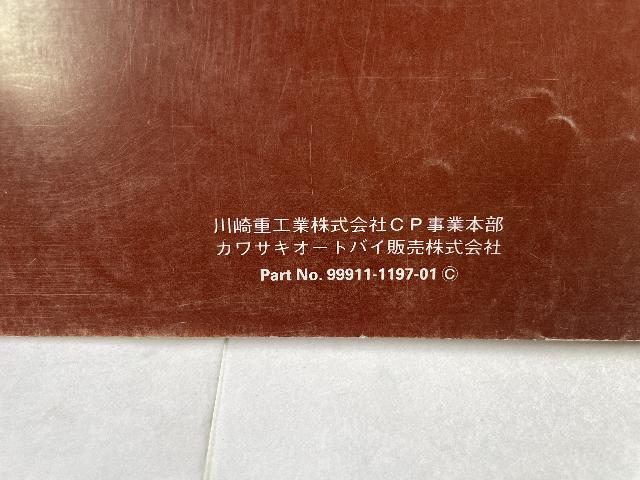 川崎重工業株式会社CP事業本部
カワサキオートバイ販売株式会社
Part No. 99911-1197-01 ©